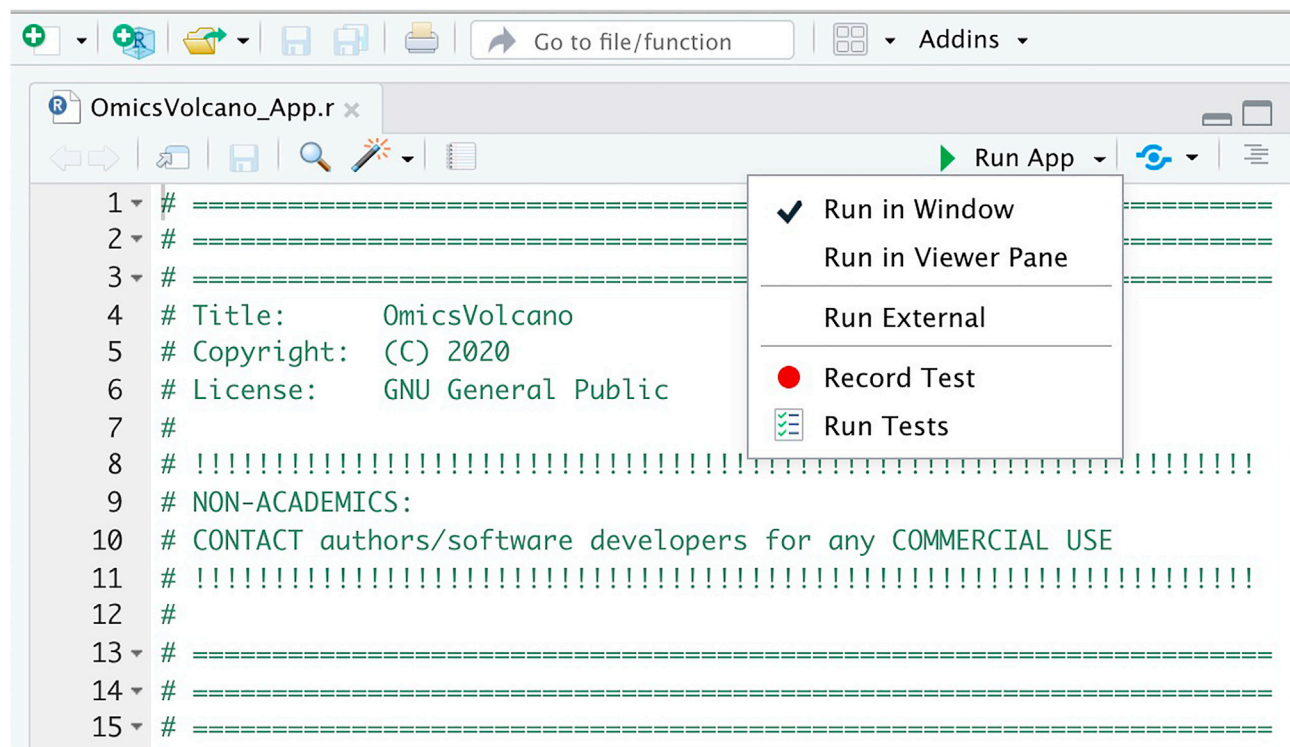 Go to file/function
Addins
OmicsVolcano_App.r
Run App
Run in Window
Run in Viewer Pane
Run External
Record Test
Run Tests
1 # ====================================================================
2 # ====================================================================
3 # ====================================================================
4 # Title:      OmicsVolcano
5 # Copyright:  (C) 2020
6 # License:    GNU General Public
7 #
8 # !!!!!!!!!!!!!!!!!!!!!!!!!!!!!!!!!!!!!!!!!!!!!!!!!!!!!!!!!!!!!!!!!!!
9 # NON-ACADEMICS:
10 # CONTACT authors/software developers for any COMMERCIAL USE
11 # !!!!!!!!!!!!!!!!!!!!!!!!!!!!!!!!!!!!!!!!!!!!!!!!!!!!!!!!!!!!!!!!!!!
12 #
13 # ====================================================================
14 # ====================================================================
15 # ====================================================================